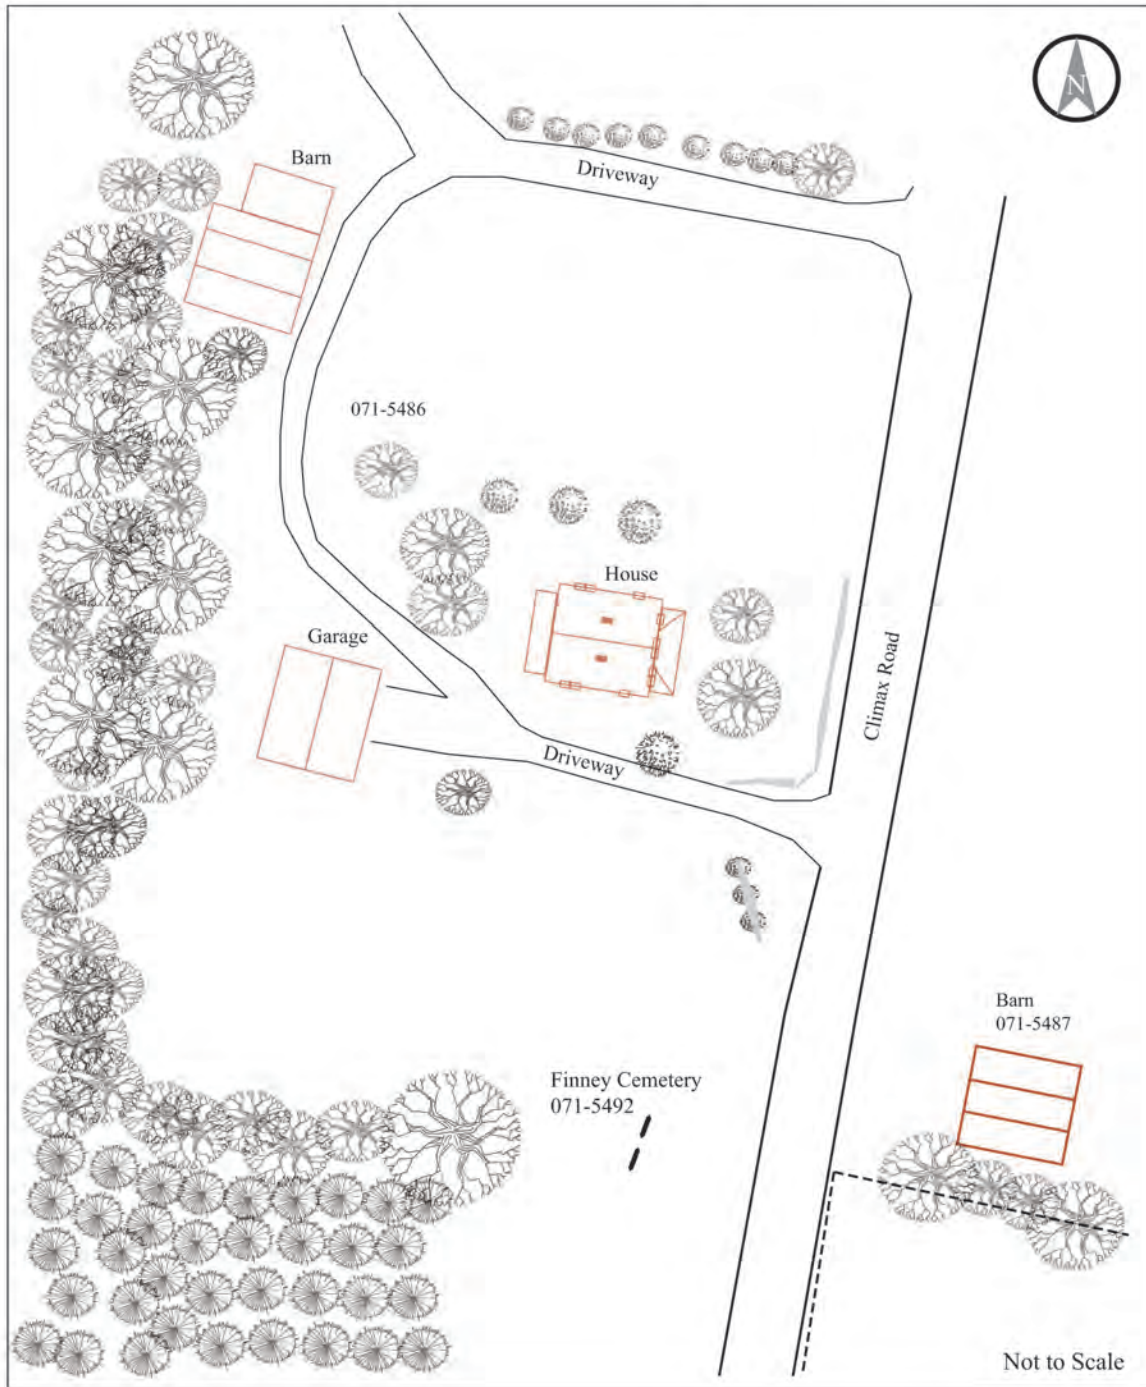 N
Barn
Driveway
071-5486
House
Garage
Climax Road
Driveway
Barn
071-5487
Finney Cemetery
071-5492
Not to Scale